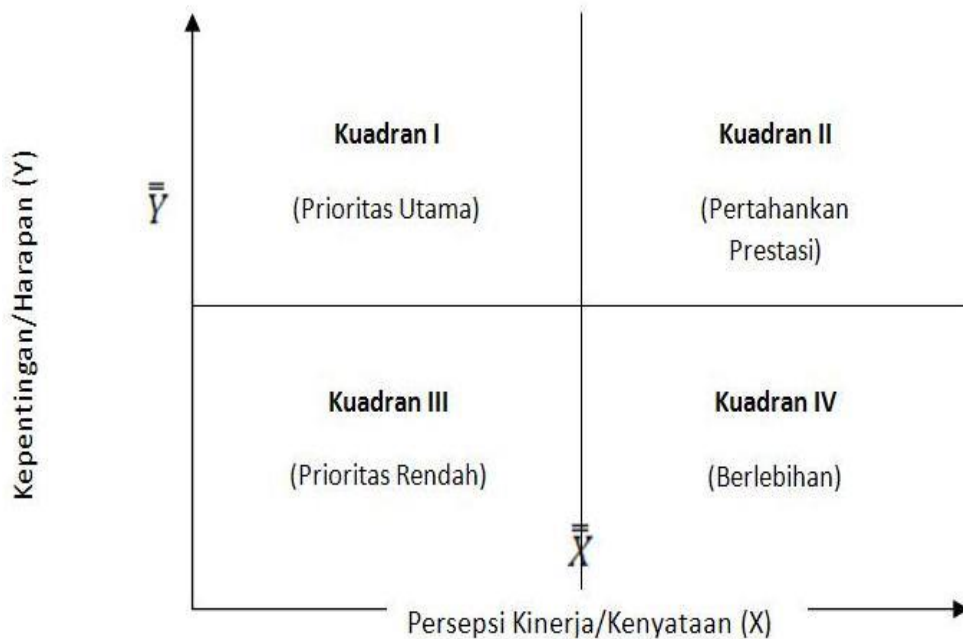 Kepentingan/Harapan (Y)
Kuadran I
(Prioritas Utama)
Kuadran II
(Pertahankan
Prestasi)
Y̿
Kuadran III
(Prioritas Rendah)
Kuadran IV
(Berlebihan)
X̿
Persepsi Kinerja/Kenyataan (X)